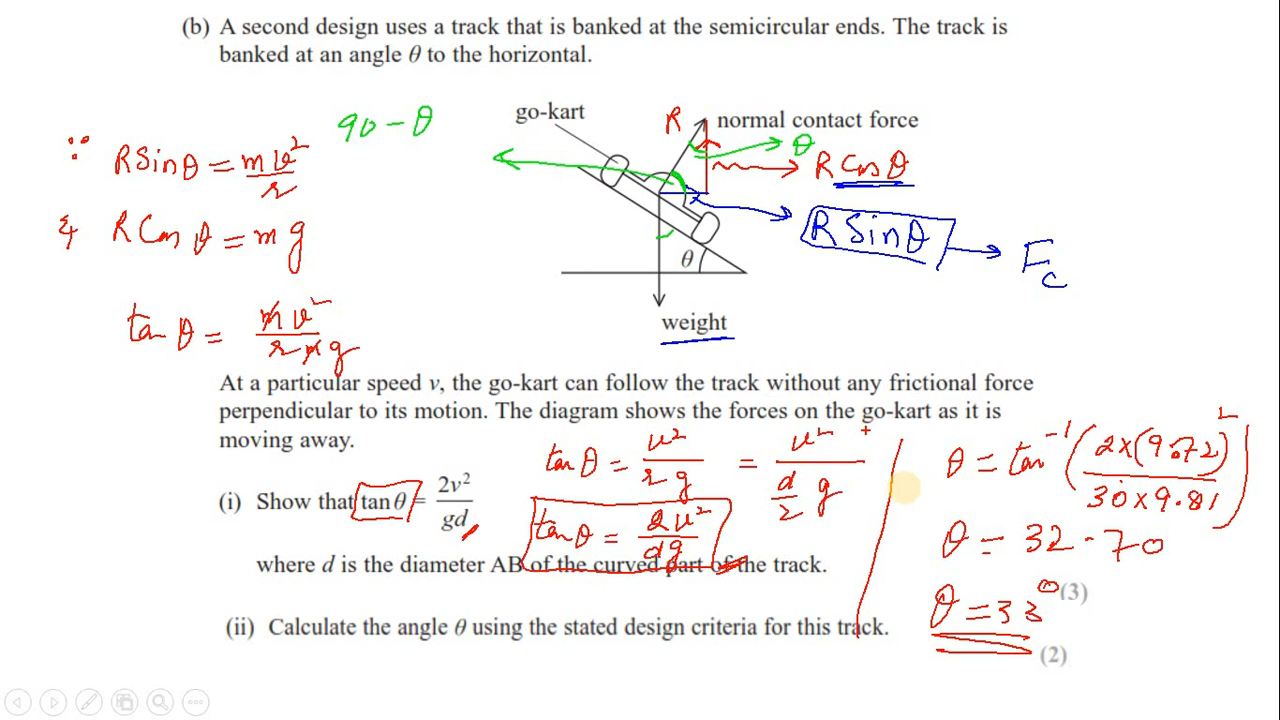 (b) A second design uses a track that is banked at the semicircular ends. The track is
banked at an angle θ to the horizontal.
90 - θ
go-kart
R
normal contact force
θ
∵ R Sin θ = m v² / r
R Cos θ
& R Cos θ = m g
R Sin θ → F_c
θ
tan θ = m v² / r m g
weight
At a particular speed v, the go-kart can follow the track without any frictional force
perpendicular to its motion. The diagram shows the forces on the go-kart as it is
moving away.
tan θ = v² / r g = v² / (d/2) g
θ = tan⁻¹ (2×(9.72)² / 30×9.81)
(i) Show that tan θ = 2v² / gd
tan θ = 2v² / dg
θ = 32.70
where d is the diameter AB of the curved part of the track.
θ = 33°
(3)
(ii) Calculate the angle θ using the stated design criteria for this track.
(2)